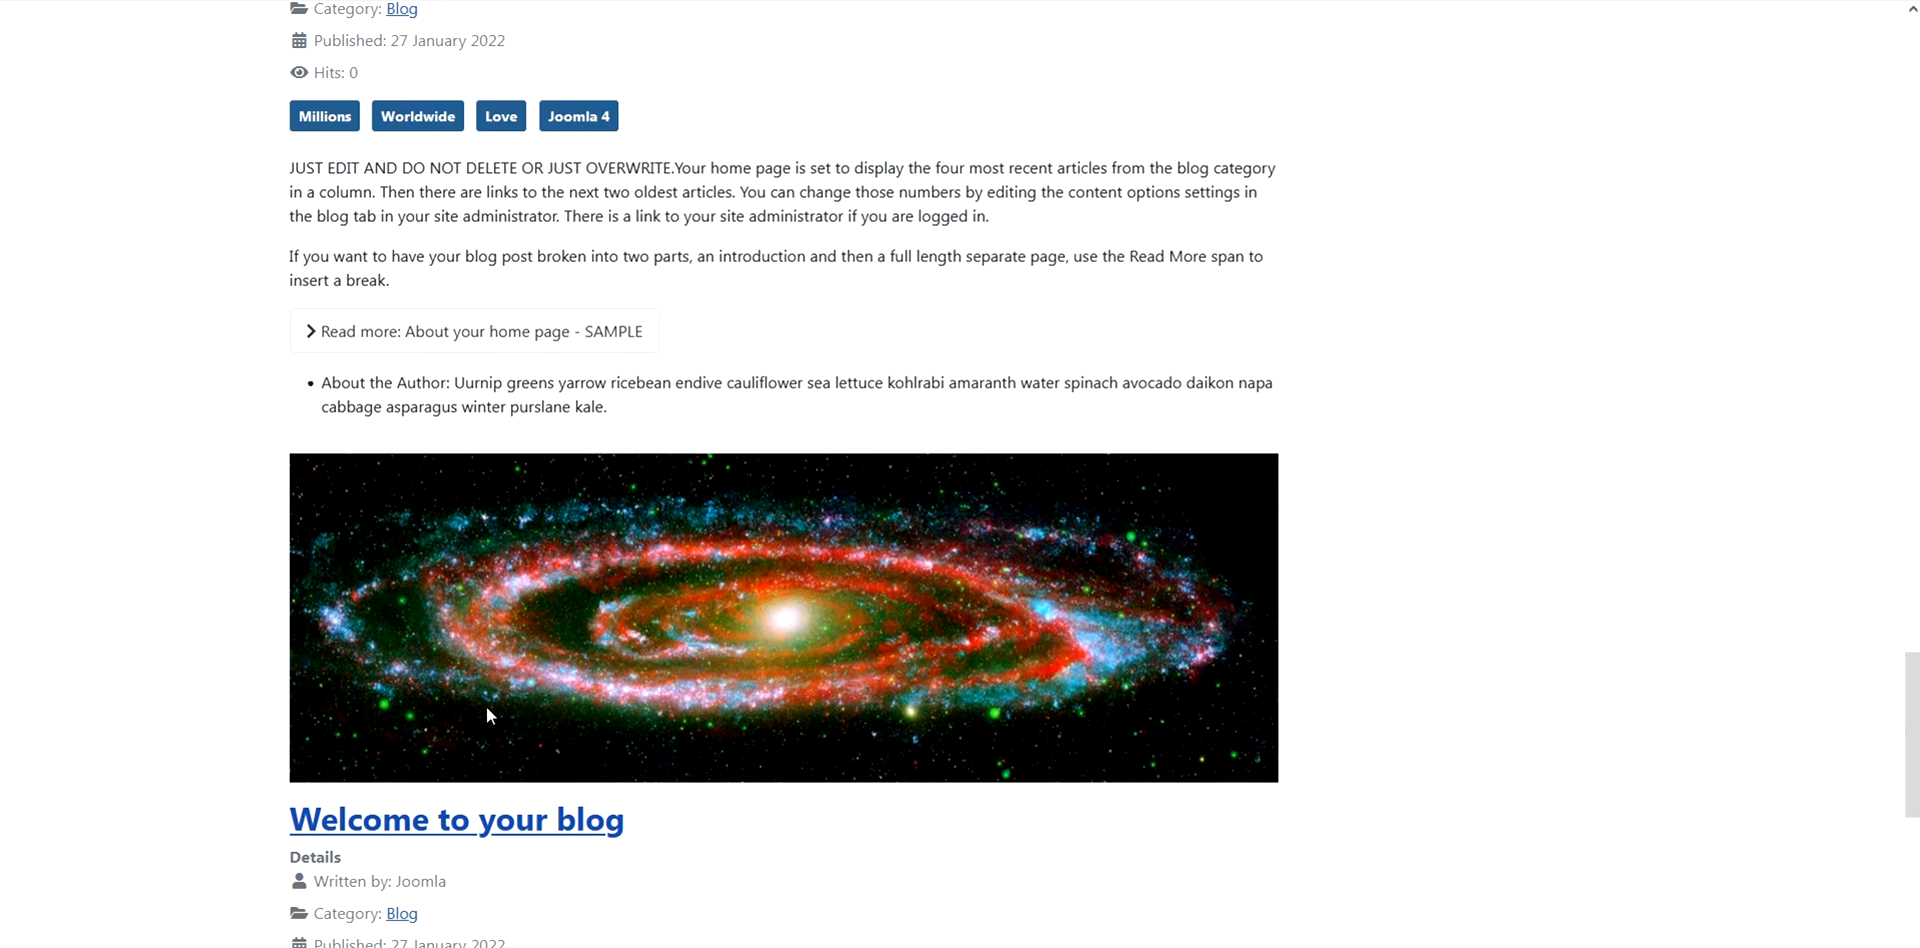 Category: Blog
Published: 27 January 2022
Hits: 0
Millions Worldwide Love Joomla 4
JUST EDIT AND DO NOT DELETE OR JUST OVERWRITE.Your home page is set to display the four most recent articles from the blog category
in a column. Then there are links to the next two oldest articles. You can change those numbers by editing the content options settings in
the blog tab in your site administrator. There is a link to your site administrator if you are logged in.
If you want to have your blog post broken into two parts, an introduction and then a full length separate page, use the Read More span to
insert a break.
Read more: About your home page - SAMPLE
• About the Author: Uurnip greens yarrow ricebean endive cauliflower sea lettuce kohlrabi amaranth water spinach avocado daikon napa
cabbage asparagus winter purslane kale.
Welcome to your blog
Details
Written by: Joomla
Category: Blog
Published: 27 January 2022